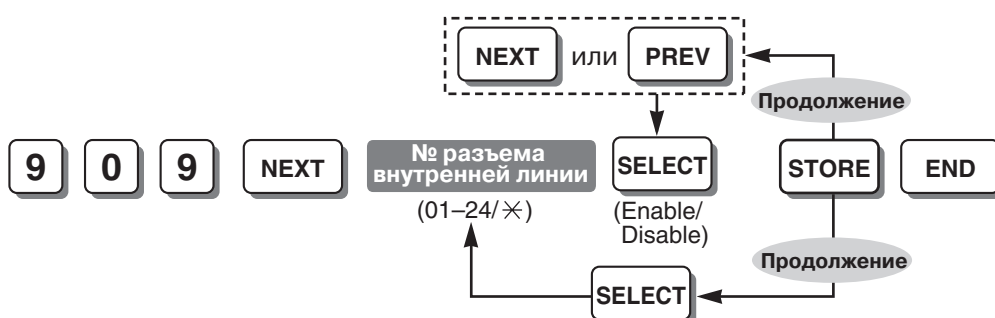 NEXT или PREV
Продолжение
9 0 9 NEXT № разъема внутренней линии SELECT STORE END
(01–24/✳)
(Enable/
Disable)
Продолжение
SELECT